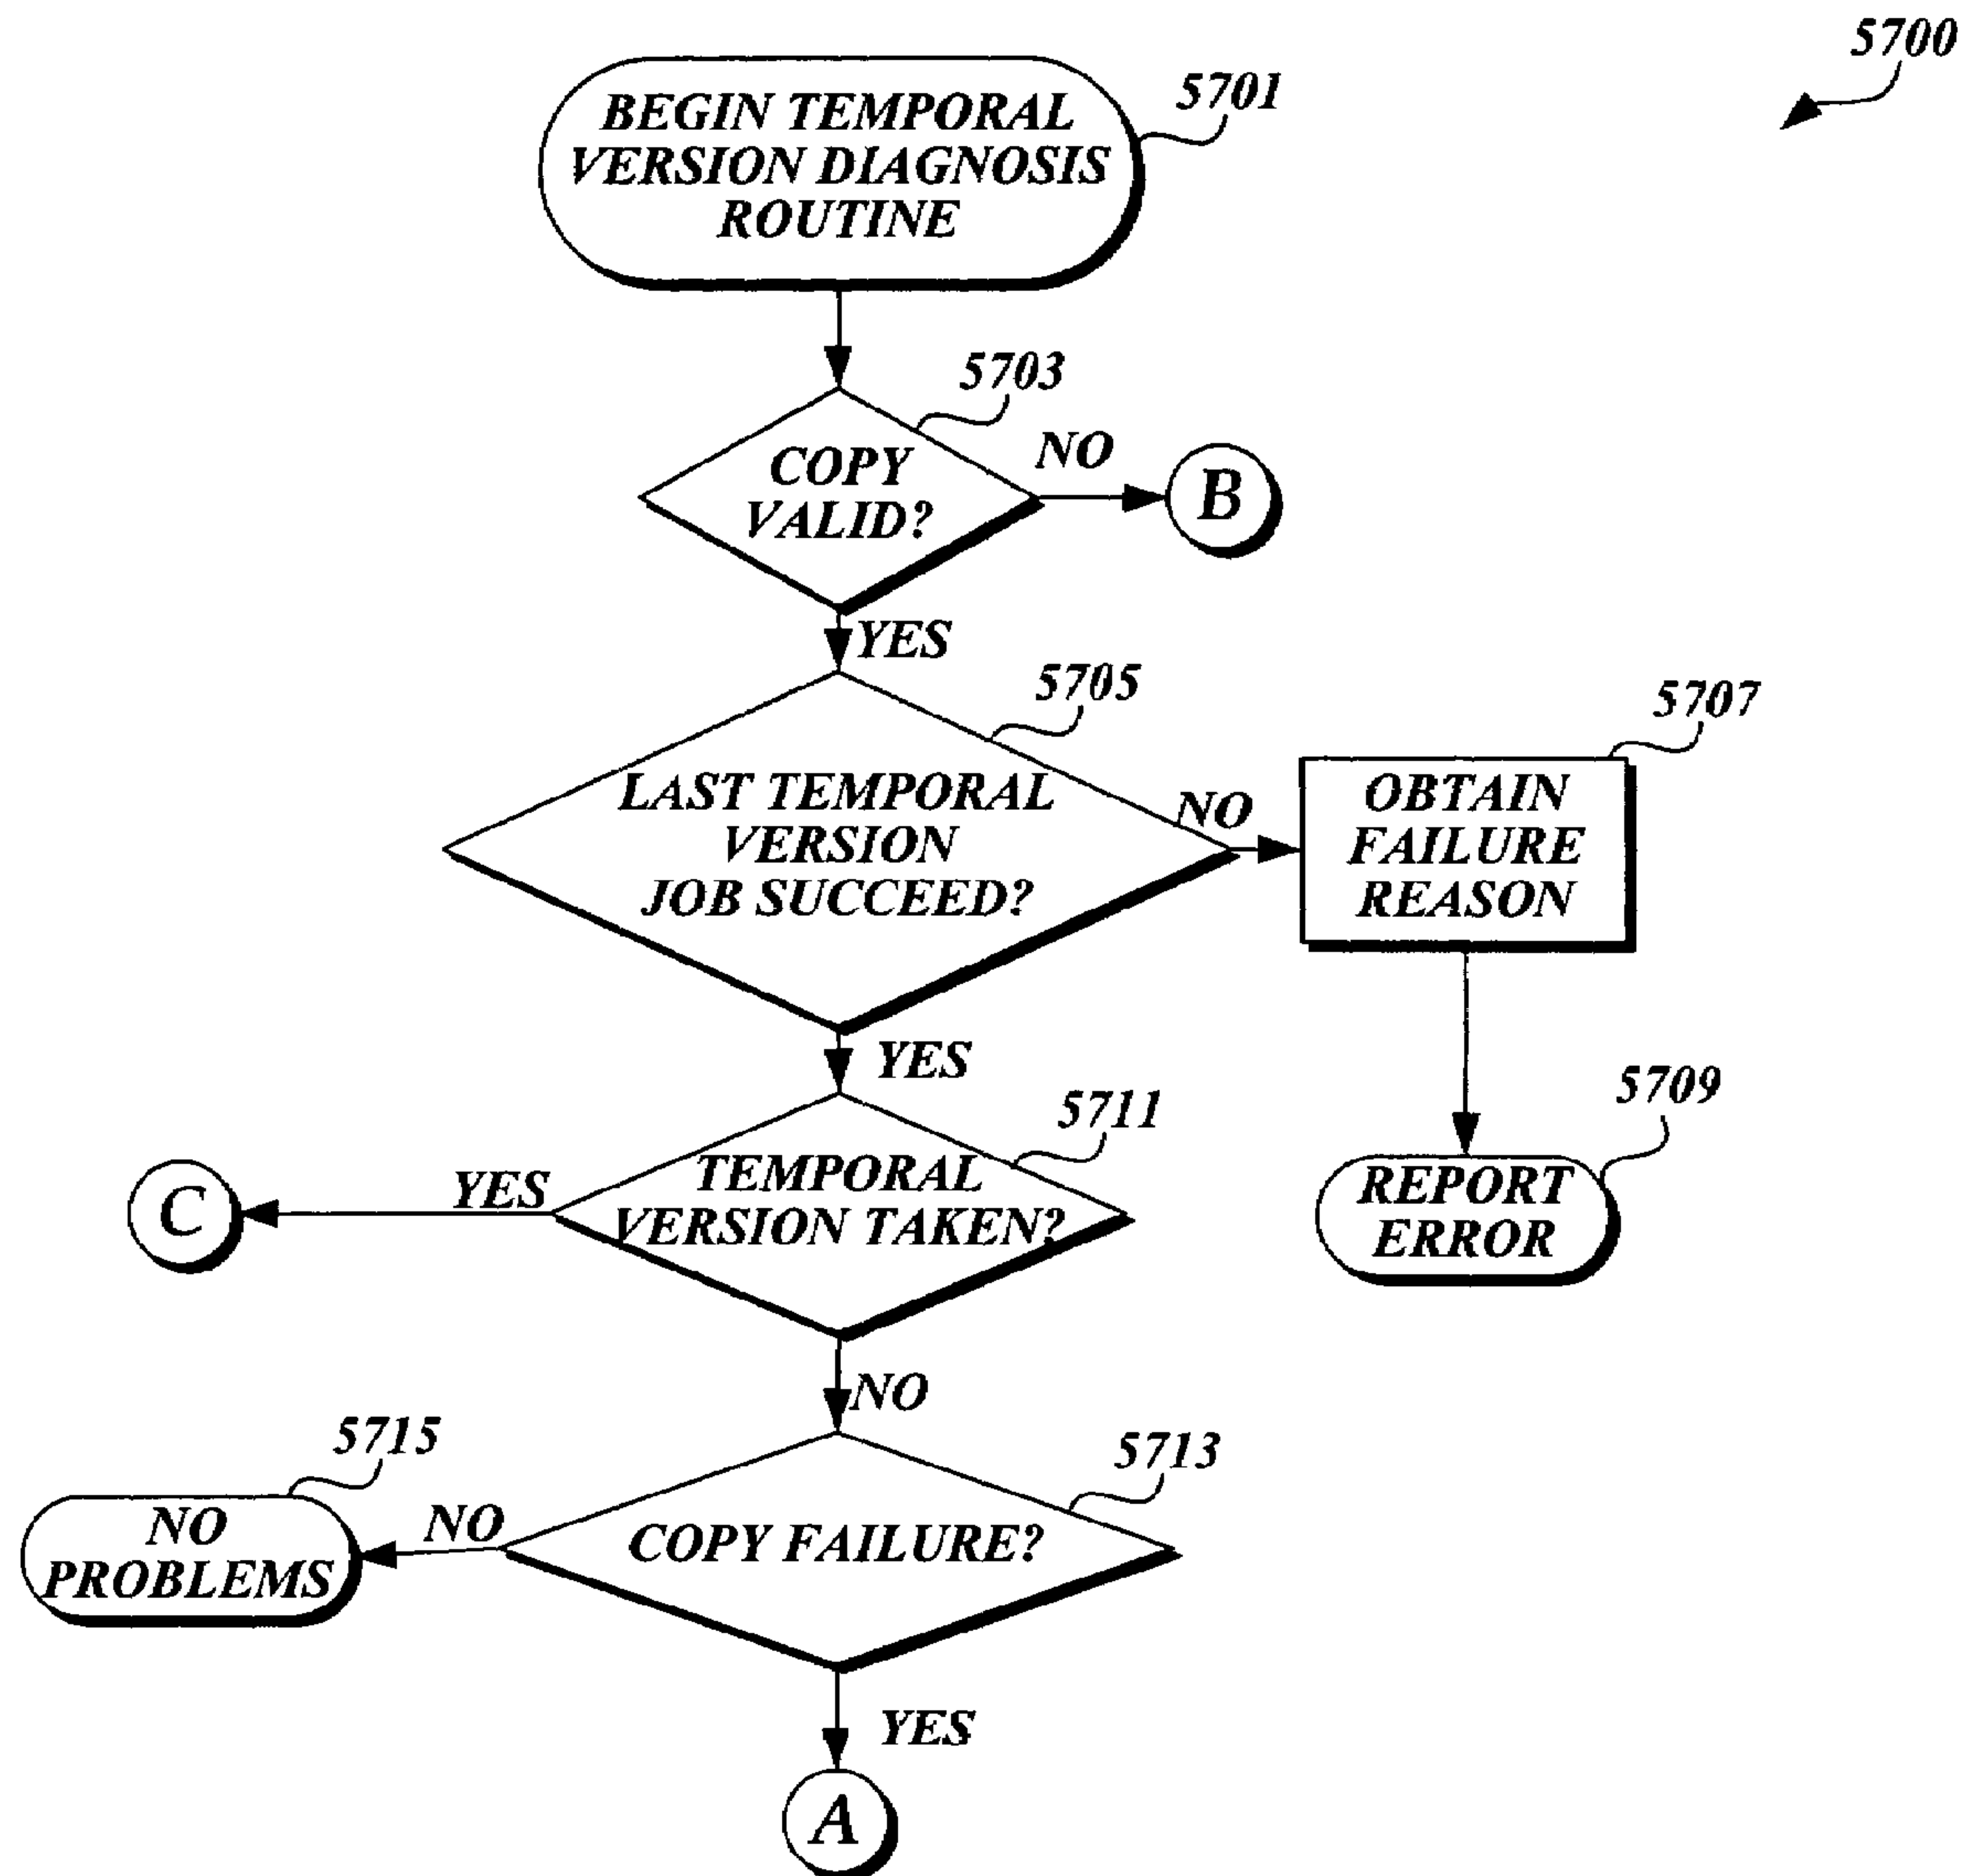 5700
BEGIN TEMPORAL
VERSION DIAGNOSIS
ROUTINE
5701
5703
COPY
VALID?
NO
B
YES
5705
LAST TEMPORAL
VERSION
JOB SUCCEED?
NO
5707
OBTAIN
FAILURE
REASON
YES
5709
REPORT
ERROR
5711
TEMPORAL
VERSION TAKEN?
YES
C
NO
5713
COPY FAILURE?
NO
5715
NO
PROBLEMS
YES
A